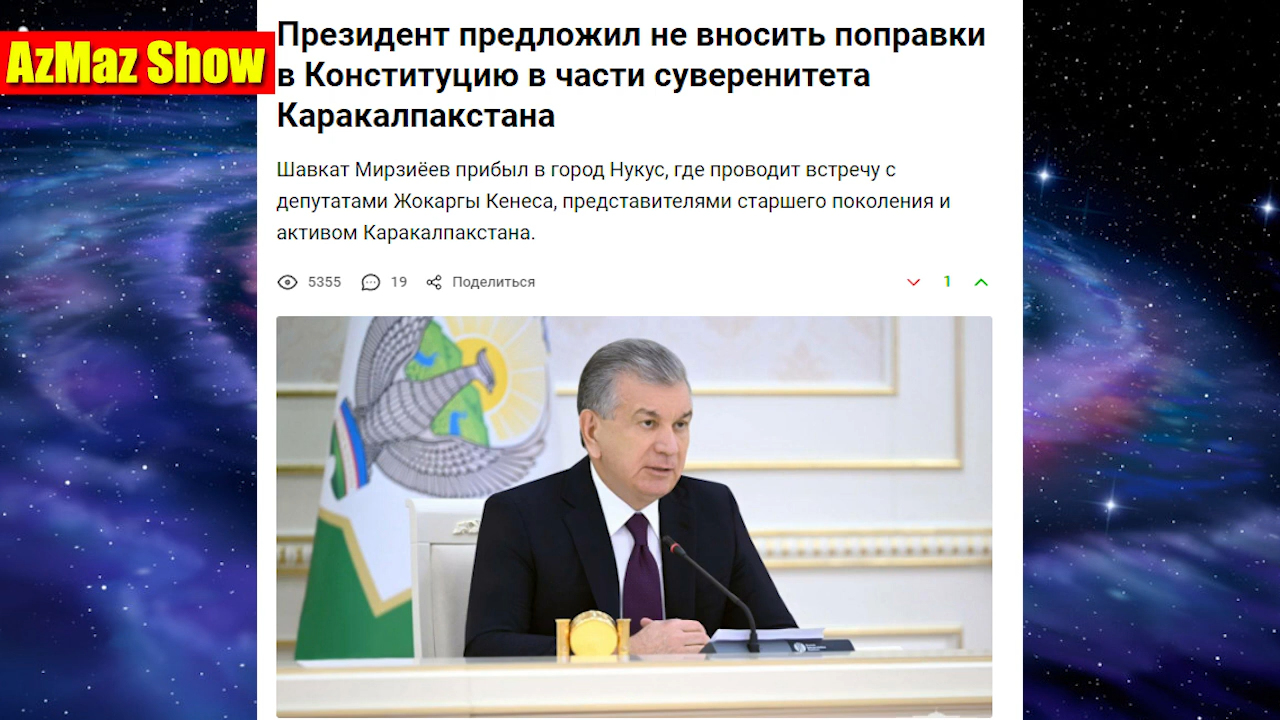 AzMaz Show
Президент предложил не вносить поправки
в Конституцию в части суверенитета
Каракалпакстана
Шавкат Мирзиёев прибыл в город Нукус, где проводит встречу с
депутатами Жокаргы Кенеса, представителями старшего поколения и
активом Каракалпакстана.
5355 19 Поделиться 1